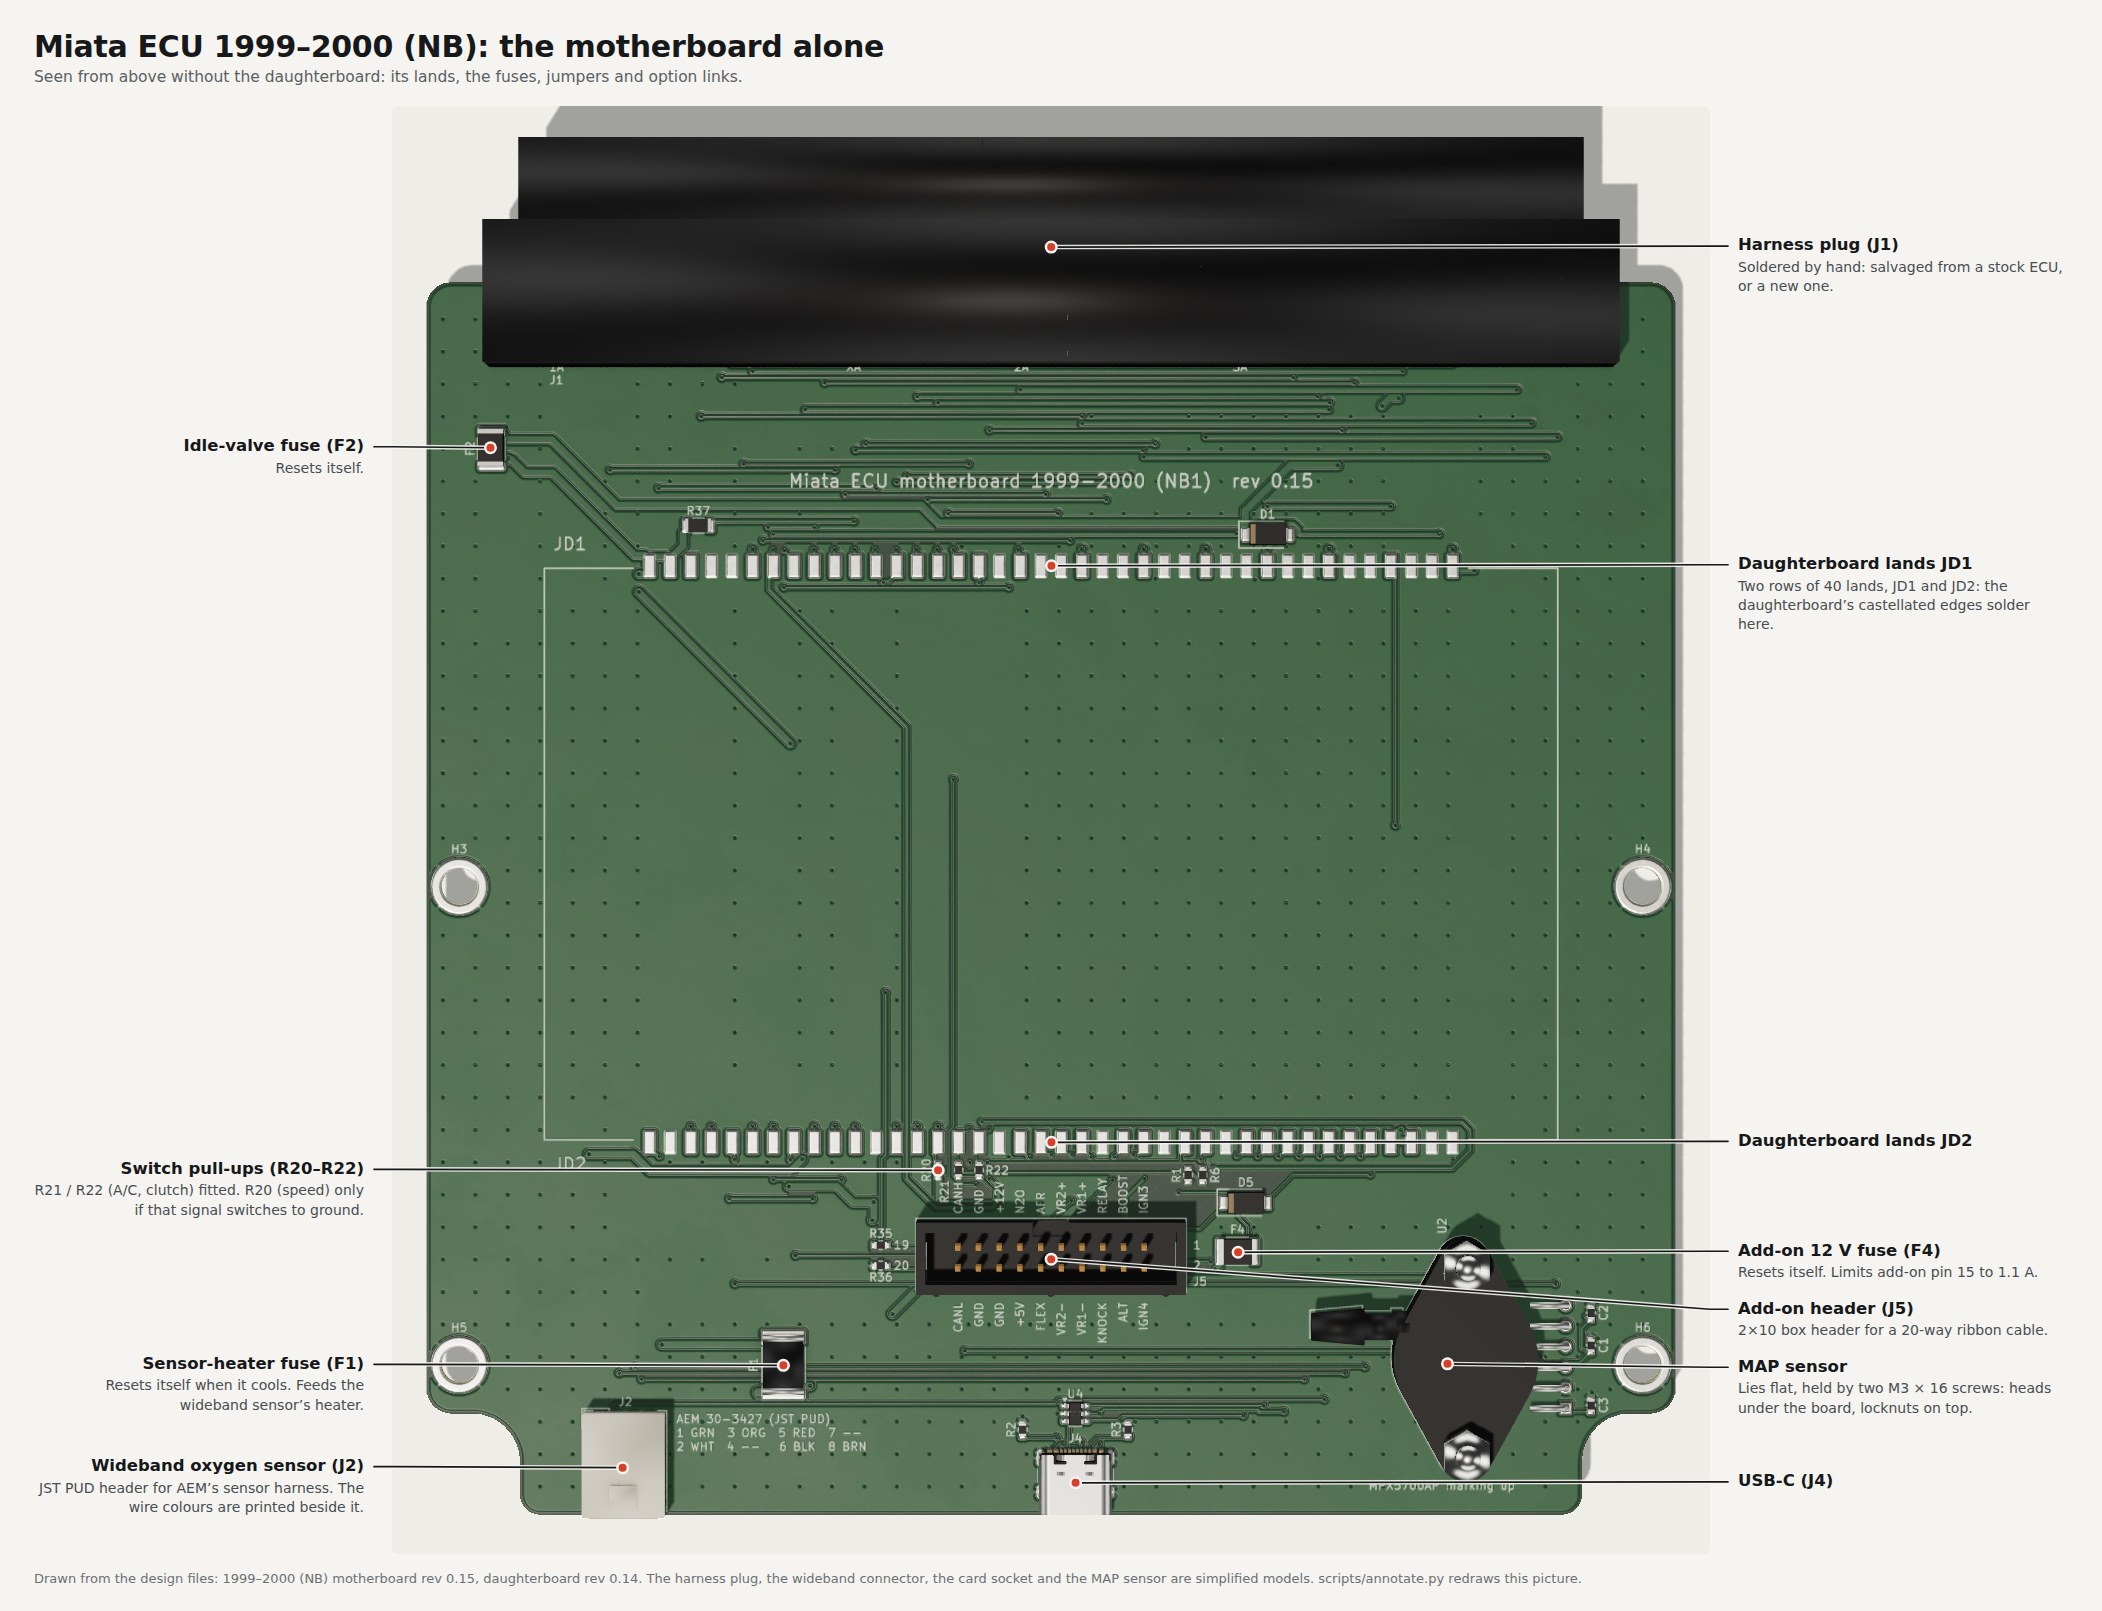 Miata ECU 1999–2000 (NB): the motherboard alone
Seen from above without the daughterboard: its lands, the fuses, jumpers and option links.
Harness plug (J1)
Soldered by hand: salvaged from a stock ECU,
or a new one.
J1
Idle-valve fuse (F2)
Resets itself.
Miata ECU motherboard 1999–2000 (NB1) rev 0.15
R37
D1
JD1
Daughterboard lands JD1
Two rows of 40 lands, JD1 and JD2: the
daughterboard’s castellated edges solder
here.
H3
H4
Daughterboard lands JD2
JD2
Switch pull-ups (R20–R22)
R21 / R22 (A/C, clutch) fitted. R20 (speed) only
if that signal switches to ground.
R21
R22
R1
R6
D5
CANH
GND
+12V
N2O
AFR
VR2+
VR1+
RELAY
BOOST
IGN3
U2
F4
R35
19
20
R36
1
2
J5
Add-on 12 V fuse (F4)
Resets itself. Limits add-on pin 15 to 1.1 A.
Add-on header (J5)
2×10 box header for a 20-way ribbon cable.
CANL
GND
GND
+5V
FLEX
VR2−
VR1−
KNOCK
ALT
IGN4
C2
C1
C3
H5
H6
Sensor-heater fuse (F1)
Resets itself when it cools. Feeds the
wideband sensor’s heater.
MAP sensor
Lies flat, held by two M3 × 16 screws: heads
under the board, locknuts on top.
J2
AEM 30–3427 (JST PUD)
1 GRN 3 ORG 5 RED 7 −−
2 WHT 4 −− 6 BLK 8 BRN
U4
R2
R3
J4
Wideband oxygen sensor (J2)
JST PUD header for AEM’s sensor harness. The
wire colours are printed beside it.
USB-C (J4)
MPX5700AP marking up
Drawn from the design files: 1999–2000 (NB) motherboard rev 0.15, daughterboard rev 0.14. The harness plug, the wideband connector, the card socket and the MAP sensor are simplified models. scripts/annotate.py redraws this picture.